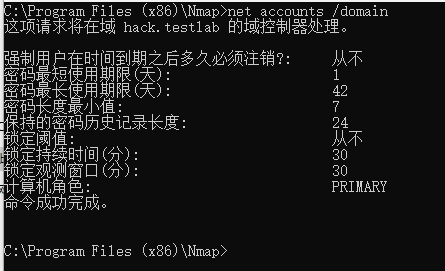 C:\Program Files (x86)\Nmap>net accounts /domain
这项请求将在域 hack.testlab 的域控制器处理。
强制用户在时间到期之后多久必须注销?: 从不
密码最短使用期限(天): 1
密码最长使用期限(天): 42
密码长度最小值: 7
保持的密码历史记录长度: 24
锁定阈值: 从不
锁定持续时间(分): 30
锁定观测窗口(分): 30
计算机角色: PRIMARY
命令成功完成。
C:\Program Files (x86)\Nmap>